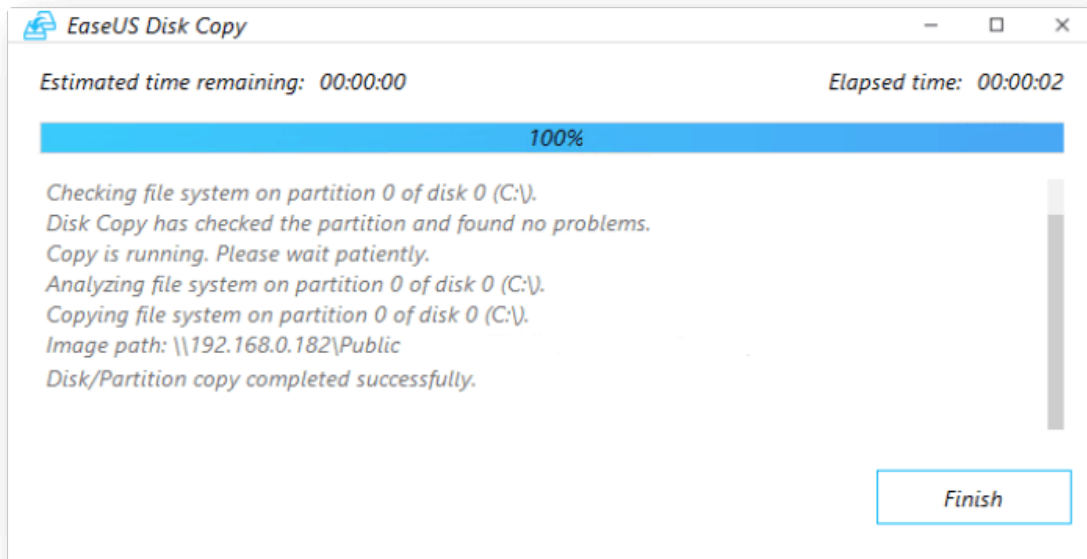 EaseUS Disk Copy
Estimated time remaining: 00:00:00 Elapsed time: 00:00:02
100%
Checking file system on partition 0 of disk 0 (C:\).
Disk Copy has checked the partition and found no problems.
Copy is running. Please wait patiently.
Analyzing file system on partition 0 of disk 0 (C:\).
Copying file system on partition 0 of disk 0 (C:\).
Image path: \\192.168.0.182\Public
Disk/Partition copy completed successfully.
Finish